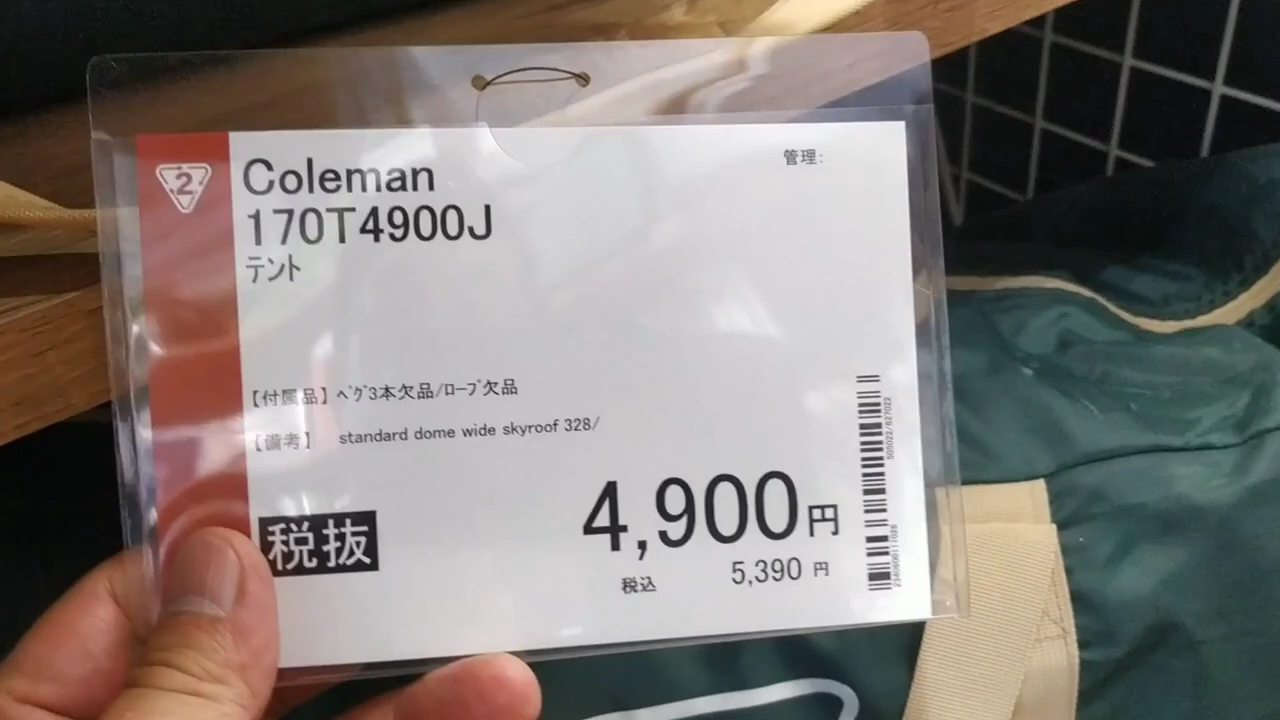 2
Coleman
170T4900J
テント
管理:
【付属品】ﾍﾟｸﾞ3本欠品/ﾛｰﾌﾟ欠品
【備考】 standard dome wide skyroof 328/
税抜
4,900円
税込 5,390 円